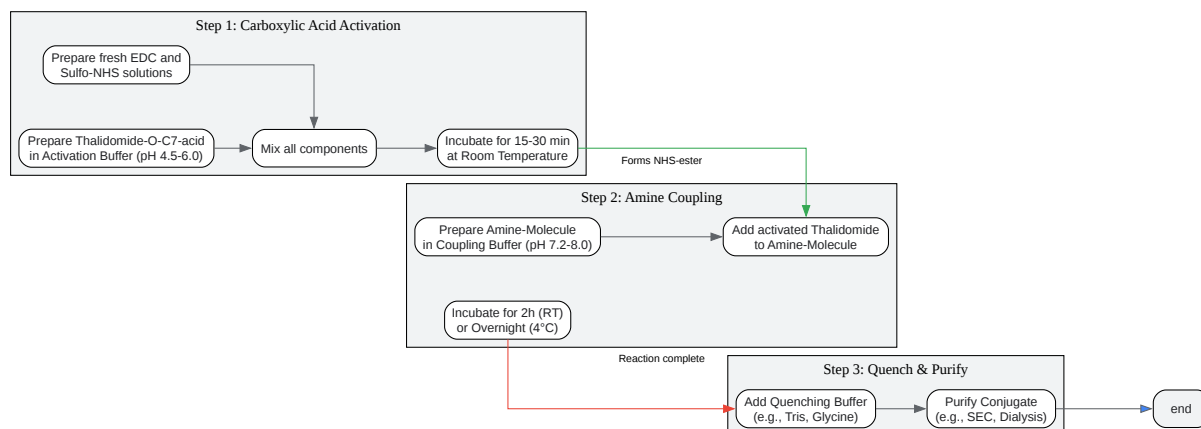 Step 1: Carboxylic Acid Activation
Prepare fresh EDC and
Sulfo-NHS solutions
Prepare Thalidomide-O-C7-acid
in Activation Buffer (pH 4.5-6.0)
Mix all components
Incubate for 15-30 min
at Room Temperature
Forms NHS-ester
Step 2: Amine Coupling
Prepare Amine-Molecule
in Coupling Buffer (pH 7.2-8.0)
Add activated Thalidomide
to Amine-Molecule
Incubate for 2h (RT)
or Overnight (4°C)
Reaction complete
Step 3: Quench & Purify
Add Quenching Buffer
(e.g., Tris, Glycine)
Purify Conjugate
(e.g., SEC, Dialysis)
end